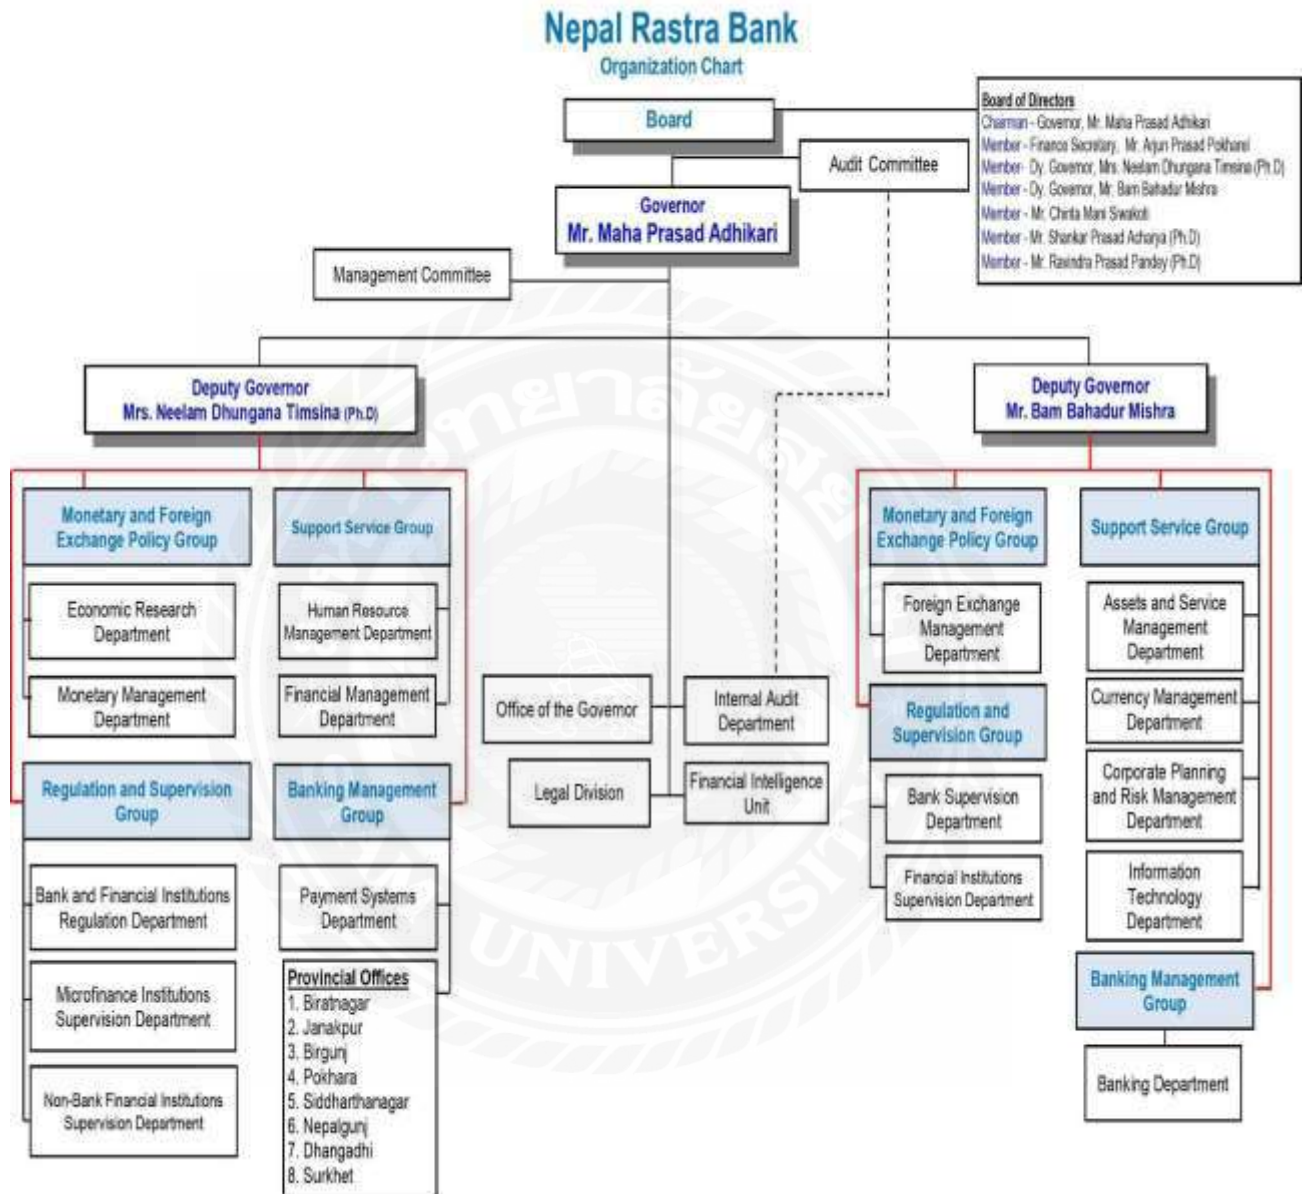 Nepal Rastra Bank
Organization Chart
Board
Board of Directors
Chairman - Governor, Mr. Maha Prasad Adhikari
Member - Finance Secretary, Mr. Arjun Prasad Pokharel
Member- Dy. Governor, Mrs. Neelam Dhungana Timsina (Ph.D)
Member - Dy. Governor, Mr. Bam Bahadur Mishra
Member - Mr. Chinta Mani Siwakoti
Member - Mr. Shankar Prasad Acharya (Ph.D)
Member - Mr. Ravindra Prasad Pandey (Ph.D)
Audit Committee
Governor
Mr. Maha Prasad Adhikari
Management Committee
Deputy Governor
Mrs. Neelam Dhungana Timsina (Ph.D)
Deputy Governor
Mr. Bam Bahadur Mishra
Monetary and Foreign
Exchange Policy Group
Economic Research
Department
Monetary Management
Department
Regulation and Supervision
Group
Bank and Financial Institutions
Regulation Department
Microfinance Institutions
Supervision Department
Non-Bank Financial Institutions
Supervision Department
Support Service Group
Human Resource
Management Department
Financial Management
Department
Banking Management
Group
Payment Systems
Department
Provincial Offices
1. Biratnagar
2. Janakpur
3. Birgunj
4. Pokhara
5. Siddharthanagar
6. Nepalgunj
7. Dhangadhi
8. Surkhet
Office of the Governor
Internal Audit
Department
Legal Division
Financial Intelligence
Unit
Monetary and Foreign
Exchange Policy Group
Foreign Exchange
Management
Department
Regulation and
Supervision Group
Bank Supervision
Department
Financial Institutions
Supervision Department
Support Service Group
Assets and Service
Management
Department
Currency Management
Department
Corporate Planning
and Risk Management
Department
Information
Technology
Department
Banking Management
Group
Banking Department
UNIVERSITY